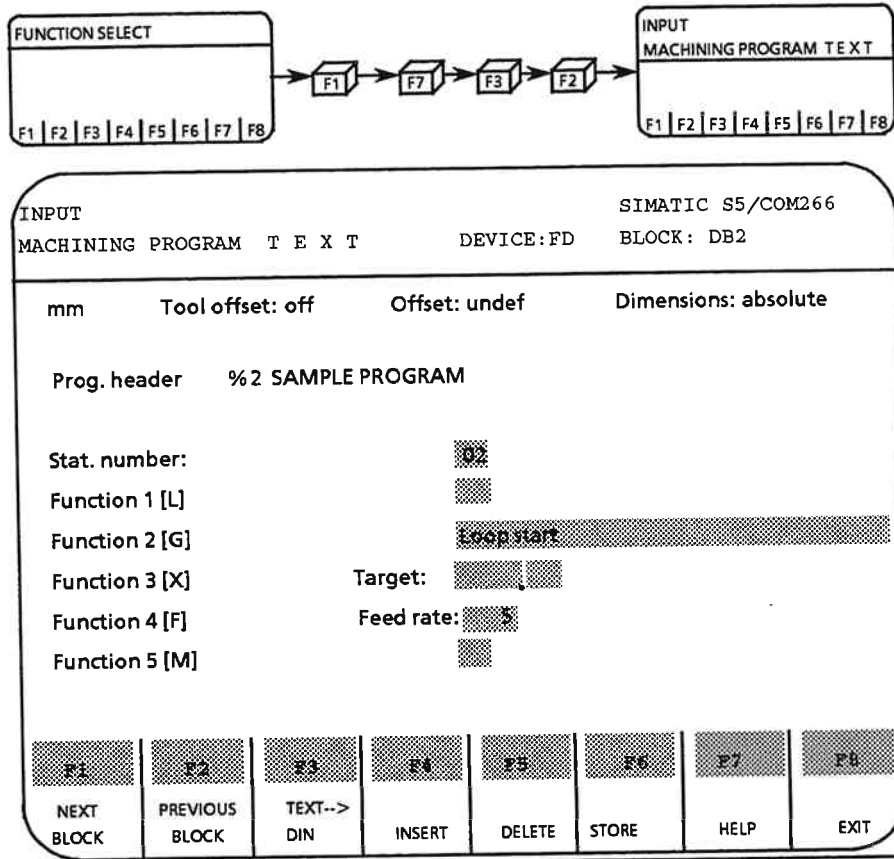 FUNCTION SELECT
F1 F2 F3 F4 F5 F6 F7 F8
F1 F7 F3 F2
INPUT
MACHINING PROGRAM T E X T
F1 F2 F3 F4 F5 F6 F7 F8
INPUT SIMATIC S5/COM266
MACHINING PROGRAM T E X T DEVICE:FD BLOCK: DB2
mm Tool offset: off Offset: undef Dimensions: absolute
Prog. header %2 SAMPLE PROGRAM
Stat. number: 02
Function 1 [L]
Function 2 [G] Loop start
Function 3 [X] Target: .
Function 4 [F] Feed rate: 5
Function 5 [M]
F1 F2 F3 F4 F5 F6 F7 F8
NEXT PREVIOUS TEXT-->
BLOCK BLOCK DIN INSERT DELETE STORE HELP EXIT